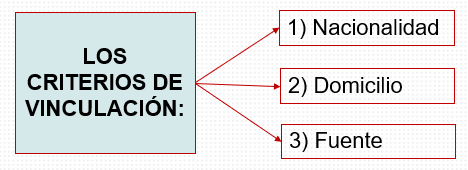 LOS
CRITERIOS DE
VINCULACIÓN:
1) Nacionalidad
2) Domicilio
3) Fuente